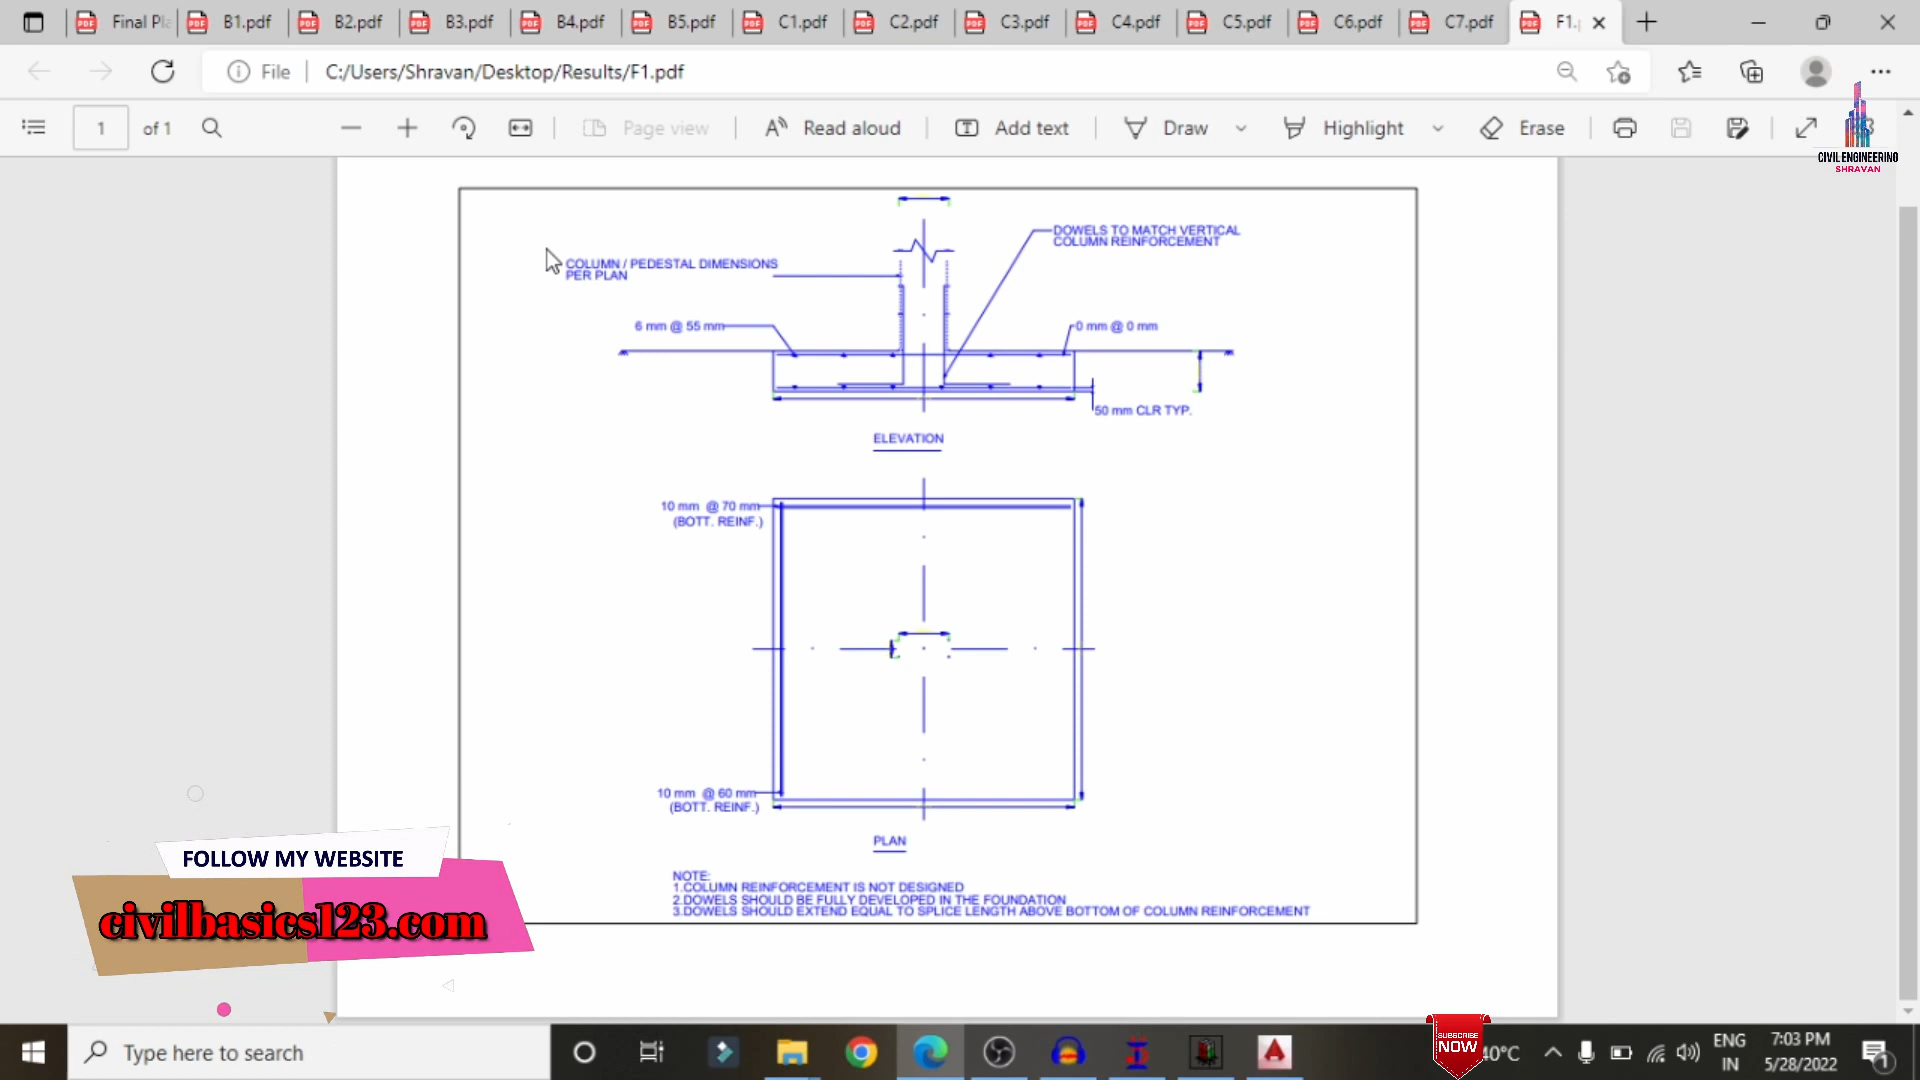 Final Pl
B1.pdf
B2.pdf
B3.pdf
B4.pdf
B5.pdf
C1.pdf
C2.pdf
C3.pdf
C4.pdf
C5.pdf
C6.pdf
C7.pdf
F1.
File
C:/Users/Shravan/Desktop/Results/F1.pdf
1
of 1
Page view
Read aloud
Add text
Draw
Highlight
Erase
CIVIL ENGINEERING
SHRAVAN
DOWELS TO MATCH VERTICAL
COLUMN REINFORCEMENT
COLUMN / PEDESTAL DIMENSIONS
PER PLAN
6 mm @ 55 mm
0 mm @ 0 mm
50 mm CLR TYP.
ELEVATION
10 mm @ 70 mm
(BOTT. REINF.)
10 mm @ 60 mm
(BOTT. REINF.)
PLAN
NOTE:
1.COLUMN REINFORCEMENT IS NOT DESIGNED
2.DOWELS SHOULD BE FULLY DEVELOPED IN THE FOUNDATION
3.DOWELS SHOULD EXTEND EQUAL TO SPLICE LENGTH ABOVE BOTTOM OF COLUMN REINFORCEMENT
FOLLOW MY WEBSITE
civilbasics123.com
Type here to search
SUBSCRIBE
NOW
40°C
ENG
IN
7:03 PM
5/28/2022
1